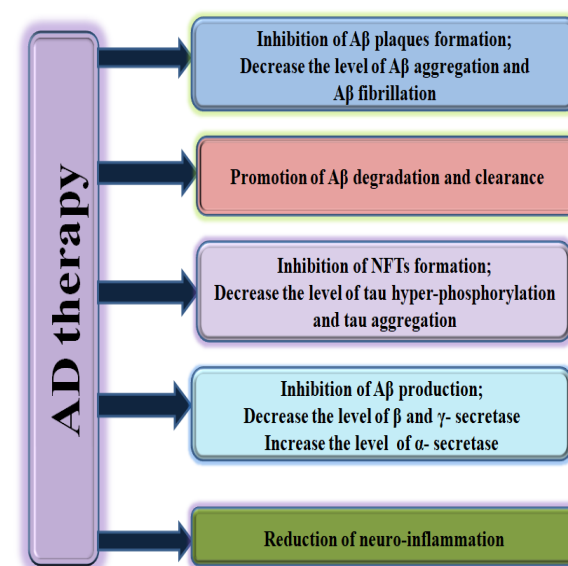 AD therapy
Inhibition of Aβ plaques formation;
Decrease the level of Aβ aggregation and
Aβ fibrillation
Promotion of Aβ degradation and clearance
Inhibition of NFTs formation;
Decrease the level of tau hyper-phosphorylation
and tau aggregation
Inhibition of Aβ production;
Decrease the level of β and γ- secretase
Increase the level of α- secretase
Reduction of neuro-inflammation